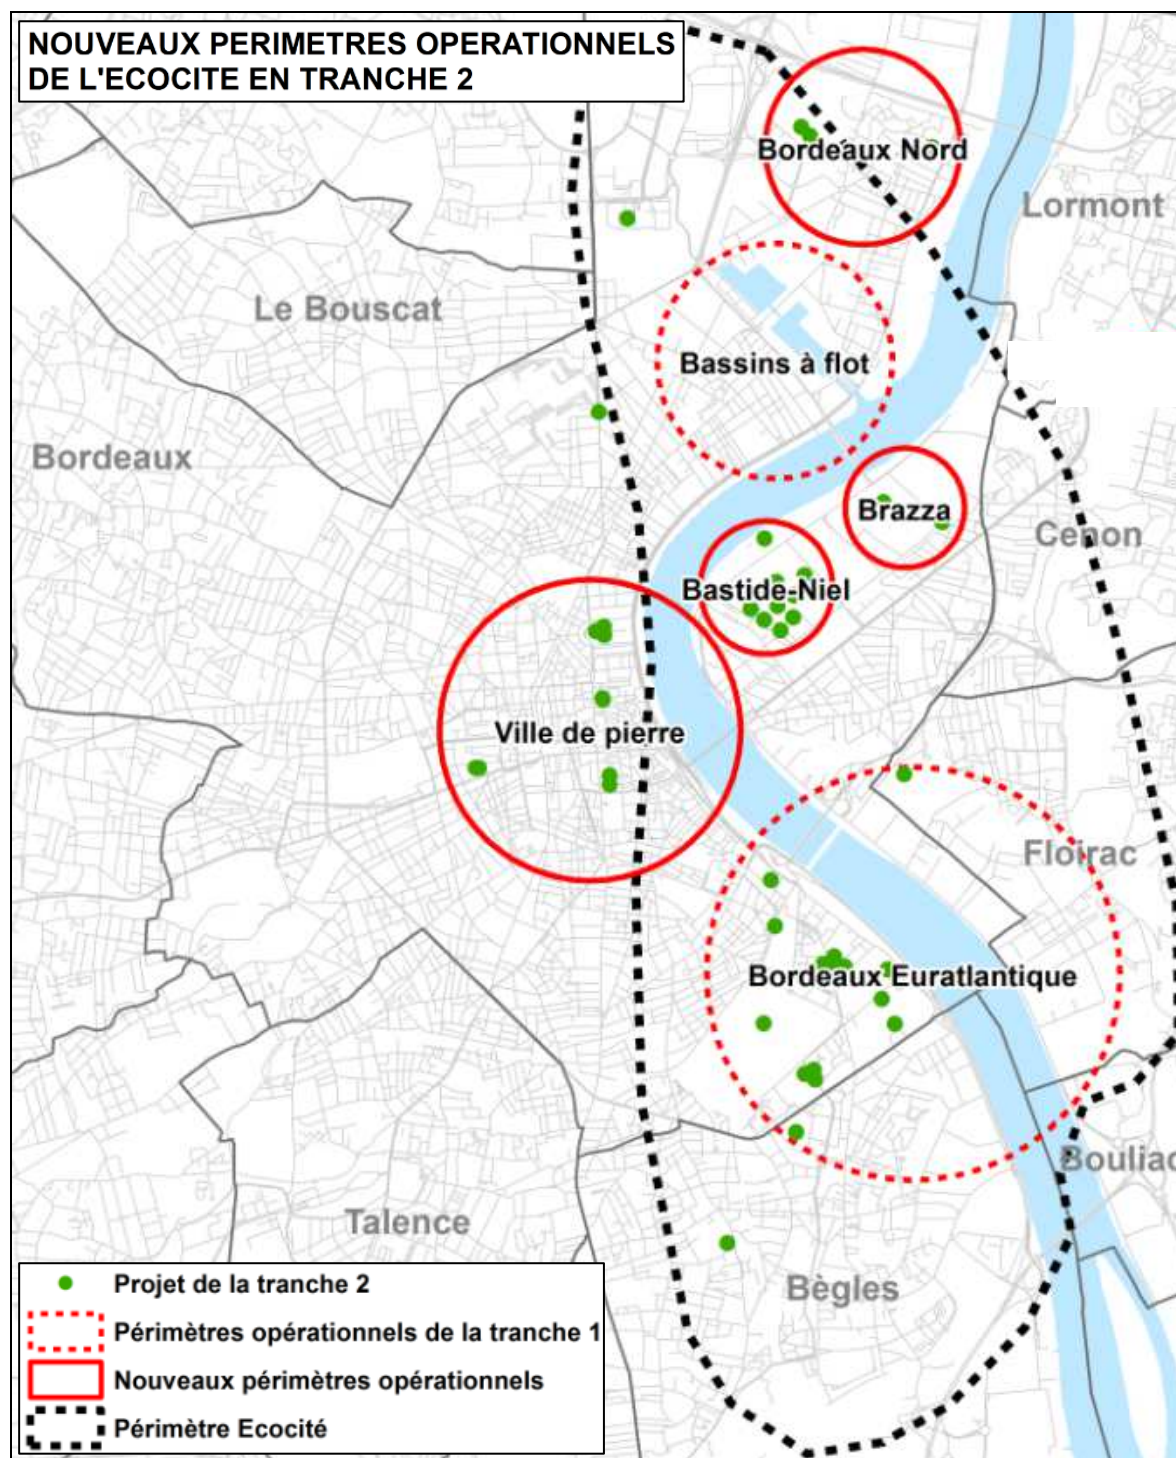 NOUVEAUX PERIMETRES OPERATIONNELS
DE L'ECOCITE EN TRANCHE 2
Bordeaux Nord
Lormont
Le Bouscat
Bassins à flot
Bordeaux
Brazza
Cenon
Bastide-Niel
Ville de pierre
Floirac
Bordeaux Euratlantique
Bouliac
Talence
Bègles
Projet de la tranche 2
Périmètres opérationnels de la tranche 1
Nouveaux périmètres opérationnels
Périmètre Ecocité